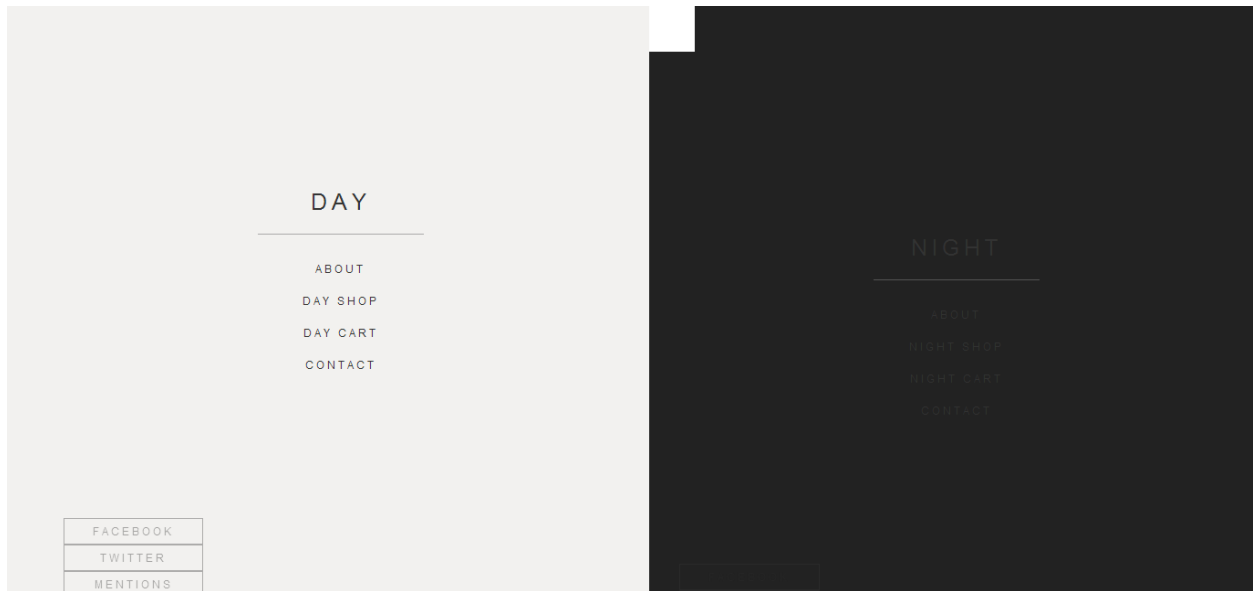 DAY
ABOUT
DAY SHOP
DAY CART
CONTACT
FACEBOOK
TWITTER
MENTIONS
NIGHT
ABOUT
NIGHT SHOP
NIGHT CART
CONTACT